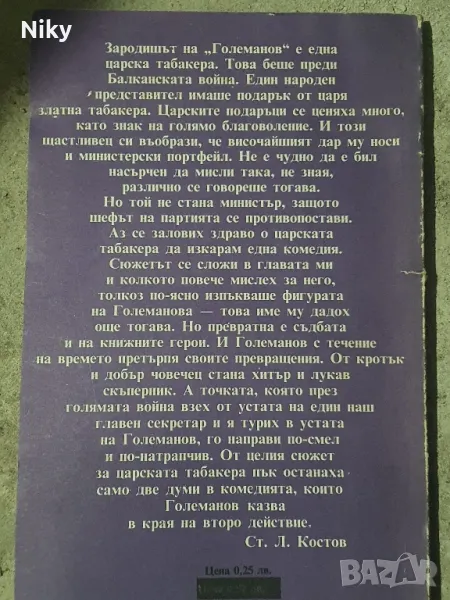 Niky
Зародишът на „Големанов" е една
царска табакера. Това беше преди
Балканската война. Един народен
представител имаше подарък от царя
златна табакера. Царските подаръци се ценяха много,
като знак на голямо благоволение. И този
щастливец си въобрази, че височайшият дар му носи
и министерски портфейл. Не е чудно да е бил
насърчен да мисли така, не зная,
различно се говореше тогава.
Но той не стана министър, защото
шефът на партията се противопостави.
Аз се залових здраво о царската
табакера да изкарам една комедия.
Сюжетът се сложи в главата ми
и колкото повече мислех за него,
толкоз по-ясно изпъкваше фигурата
на Големанова — това име му дадох
още тогава. Но превратна е съдбата
и на книжните герои. И Големанов с течение
на времето претърпя своите превращения. От кротък
и добър човечец стана хитър и лукав
скъперник. А точката, която през
голямата война взех от устата на един наш
главен секретар и я турих в устата
на Големанов, го направи по-смел
и по-натрапчив. От целия сюжет
за царската табакера пък останаха
само две думи в комедията, които
Големанов казва
в края на второ действие.
Ст. Л. Костов
Цена 0,25 лв.
BAZAR